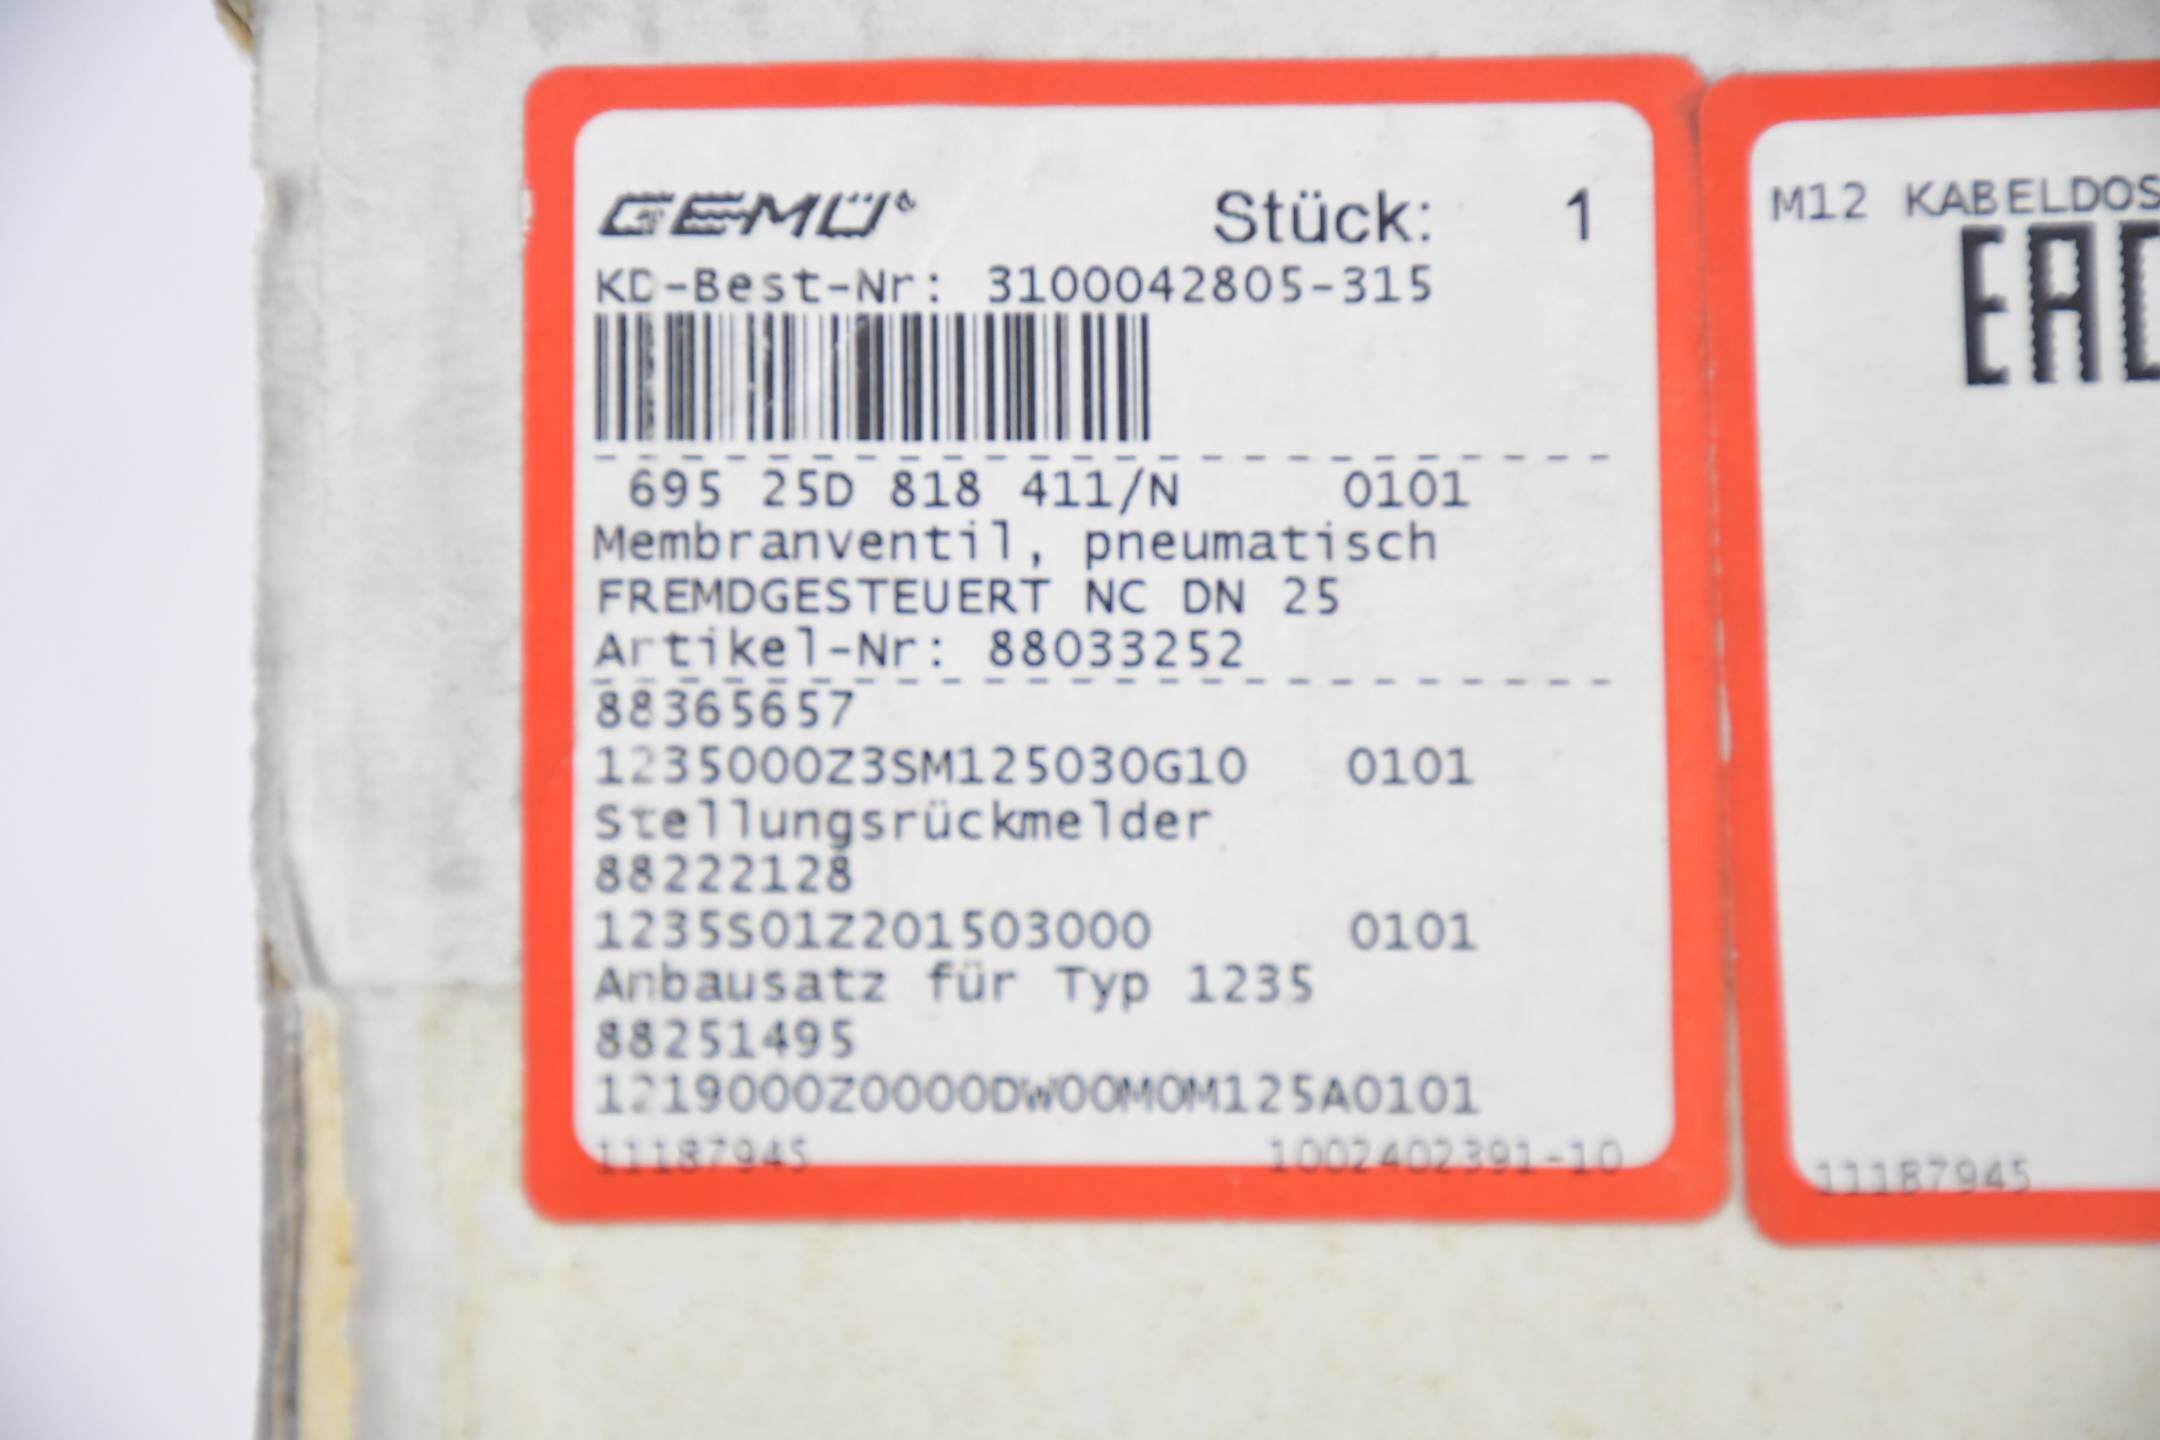 GEMÜ Stück: 1
KD-Best-Nr: 3100042805-315
695 25D 818 411/N 0101
Membranventil, pneumatisch
FREMDGESTEUERT NC DN 25
Artikel-Nr: 88033252
88365657
1235000Z3SM125030G10 0101
Stellungsrückmelder
88222128
1235S01Z201503000 0101
Anbausatz für Typ 1235
88251495
1219000Z0000DW00M0M125A0101
11187945 1002402391-10
M12 KABELDOS
EAC
11187945